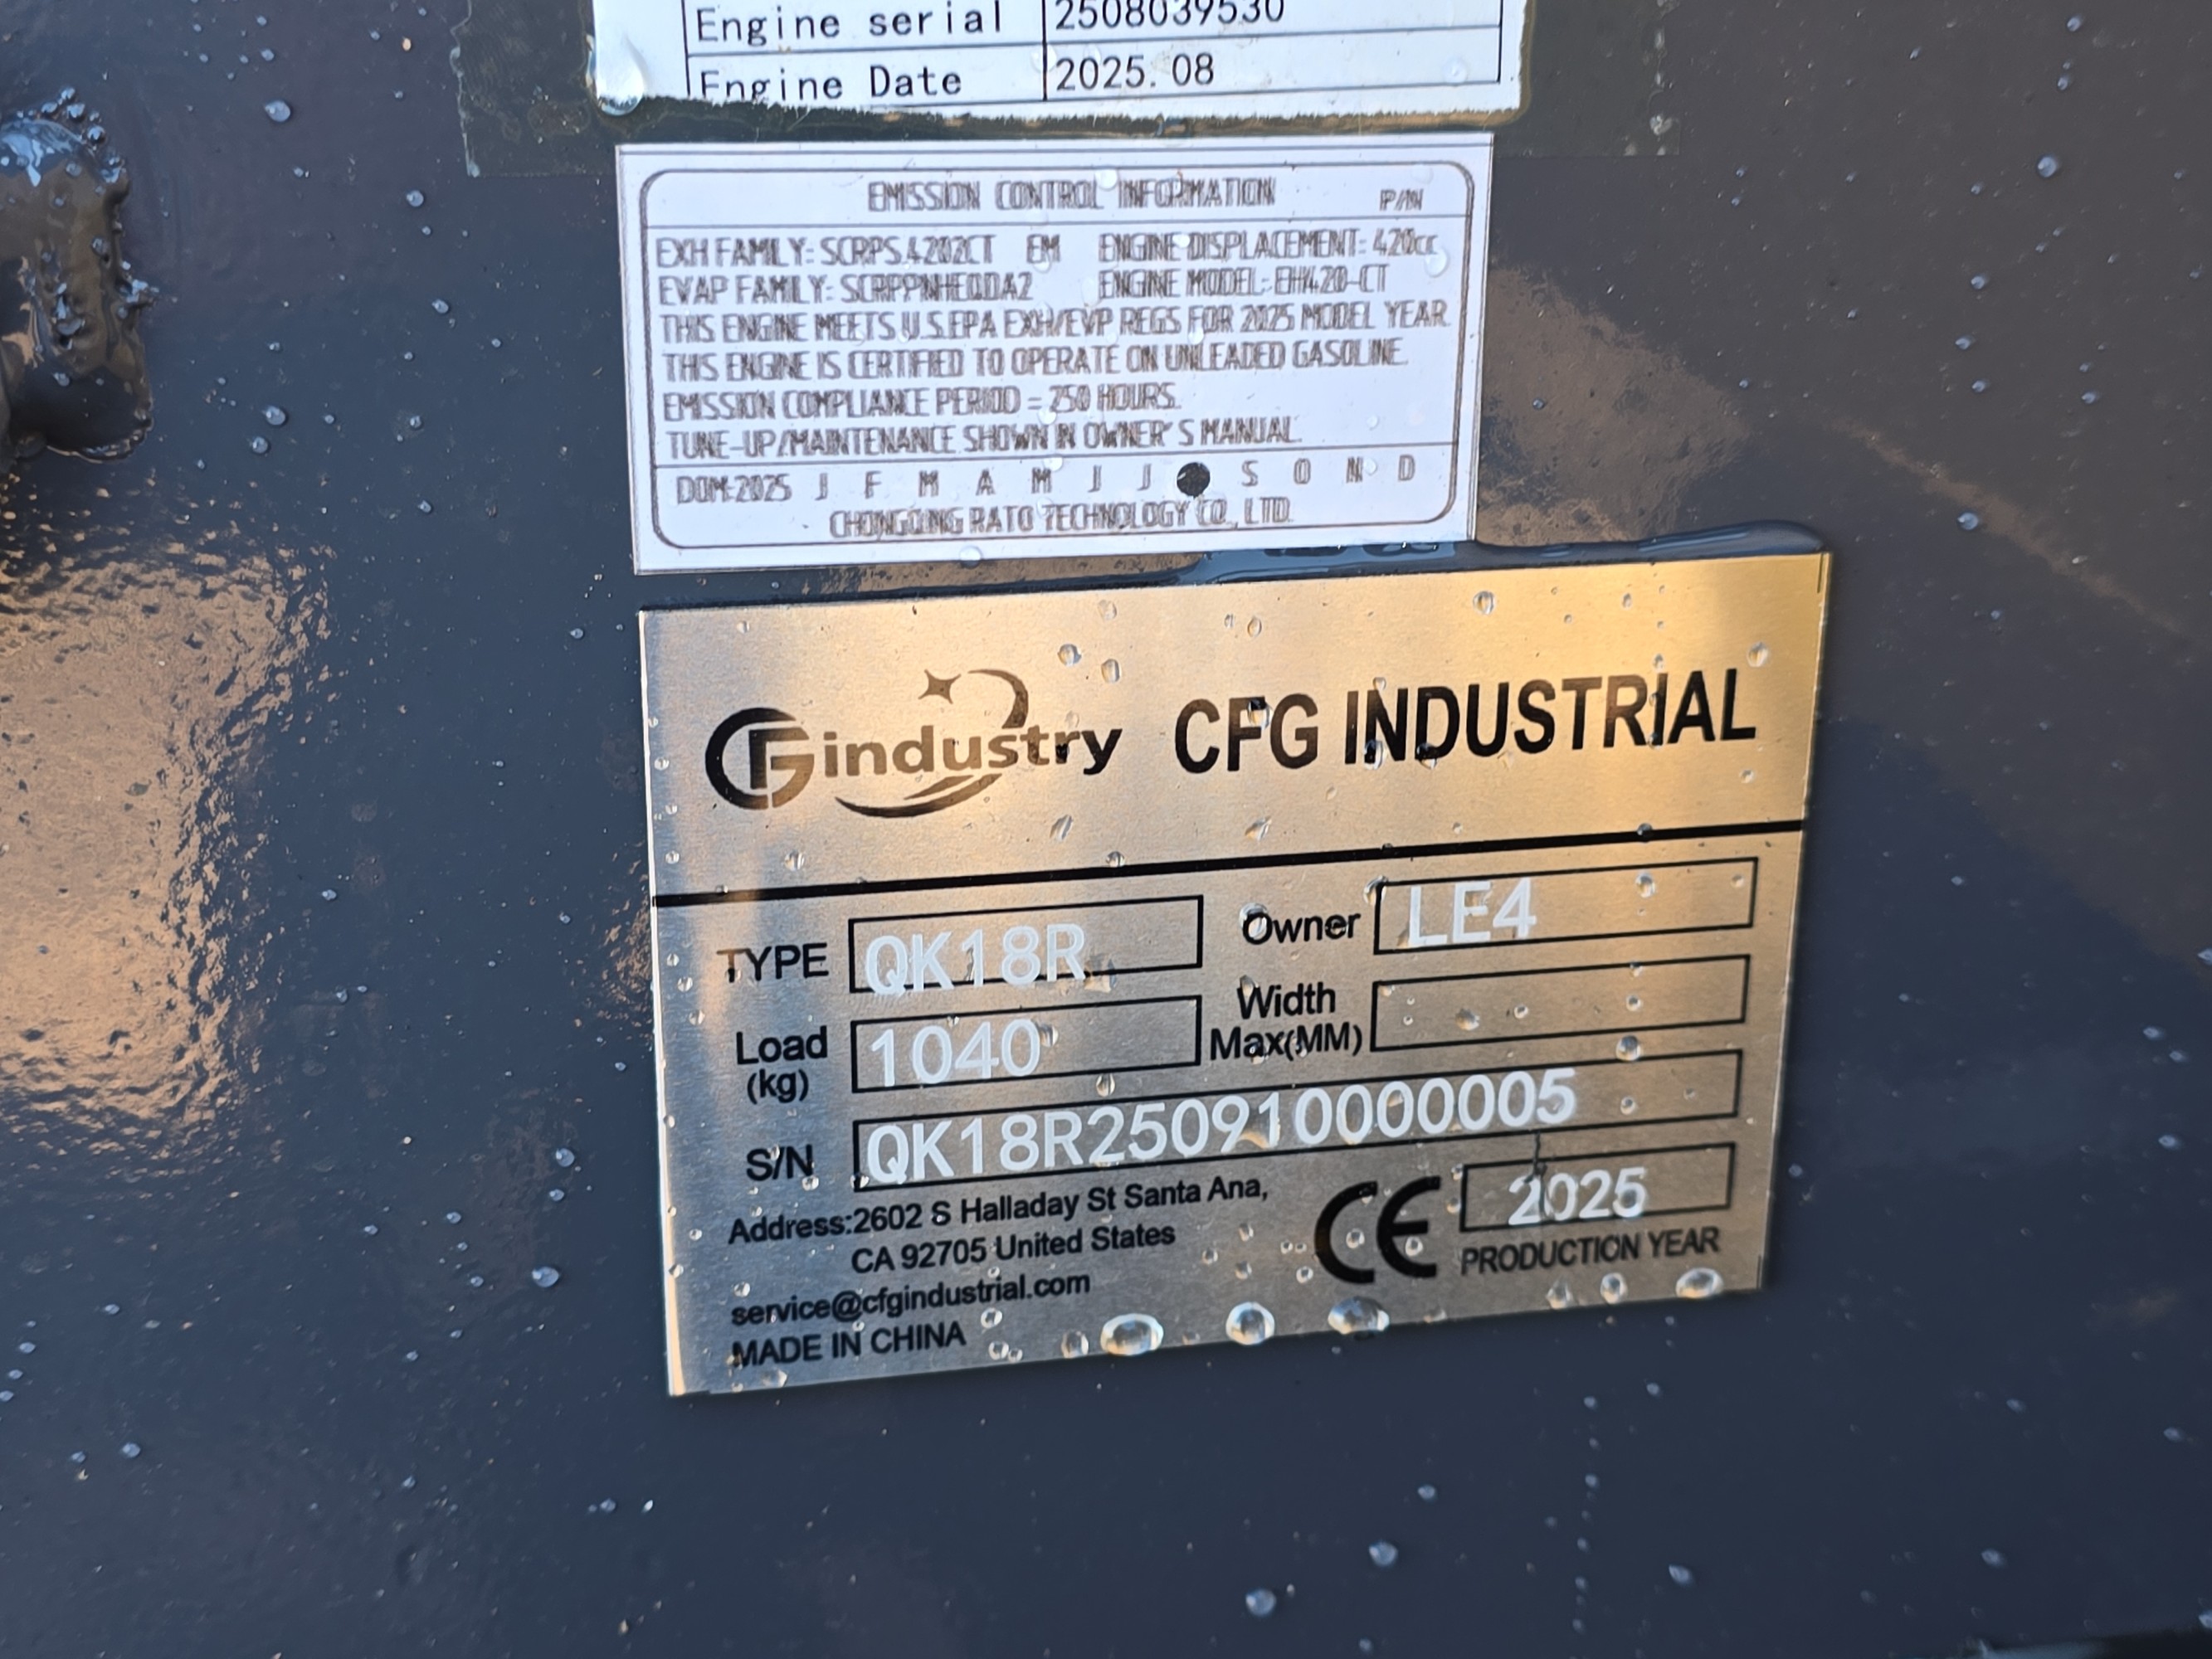 Engine serial 2508039530
Engine Date 2025.08
EMISSION CONTROL INFORMATION P/N
EXH FAMILY: SCRPS.4202CT EM ENGINE DISPLACEMENT: 420cc
EVAP FAMILY: SCRPPNHEQDA2 ENGINE MODEL: EH420-CT
THIS ENGINE MEETS U.S.EPA EXH/EVP REGS FOR 2025 MODEL YEAR
THIS ENGINE IS CERTIFIED TO OPERATE ON UNLEADED GASOLINE.
EMISSION COMPLIANCE PERIOD = 250 HOURS.
TUNE-UP/MAINTENANCE SHOWN IN OWNER'S MANUAL.
DOM:2025 J F M A M J J S O N D
CHONGQING RATO TECHNOLOGY CO., LTD.
CFG industry CFG INDUSTRIAL
TYPE QK18R Owner LE4
Load (kg) 1040 Width Max(MM)
S/N QK18R250910000005
Address:2602 S Halladay St Santa Ana,
CA 92705 United States
service@cfgindustrial.com
MADE IN CHINA
CE 2025
PRODUCTION YEAR